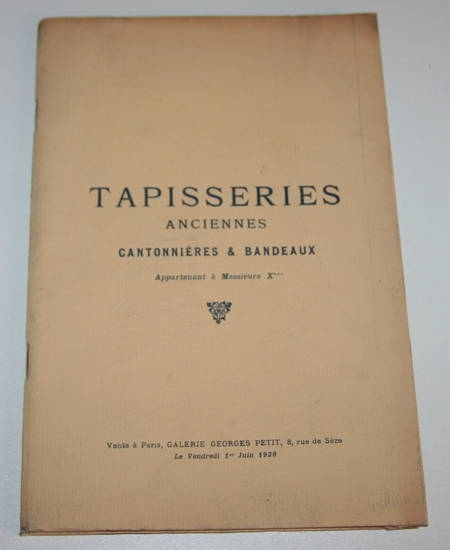 TAPISSERIES
ANCIENNES
CANTONNIÈRES & BANDEAUX
Appartenant à Messieurs X***
Vente à Paris, GALERIE GEORGES PETIT, 8, rue de Sèze
Le Vendredi 1er Juin 1928